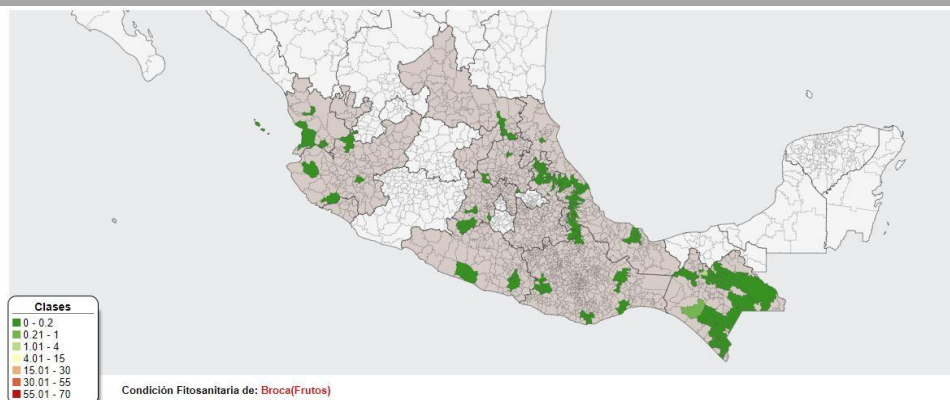 Clases
0 - 0.2
0.21 - 1
1.01 - 4
4.01 - 15
15.01 - 30
30.01 - 55
55.01 - 70
Condición Fitosanitaria de: Broca(Frutos)